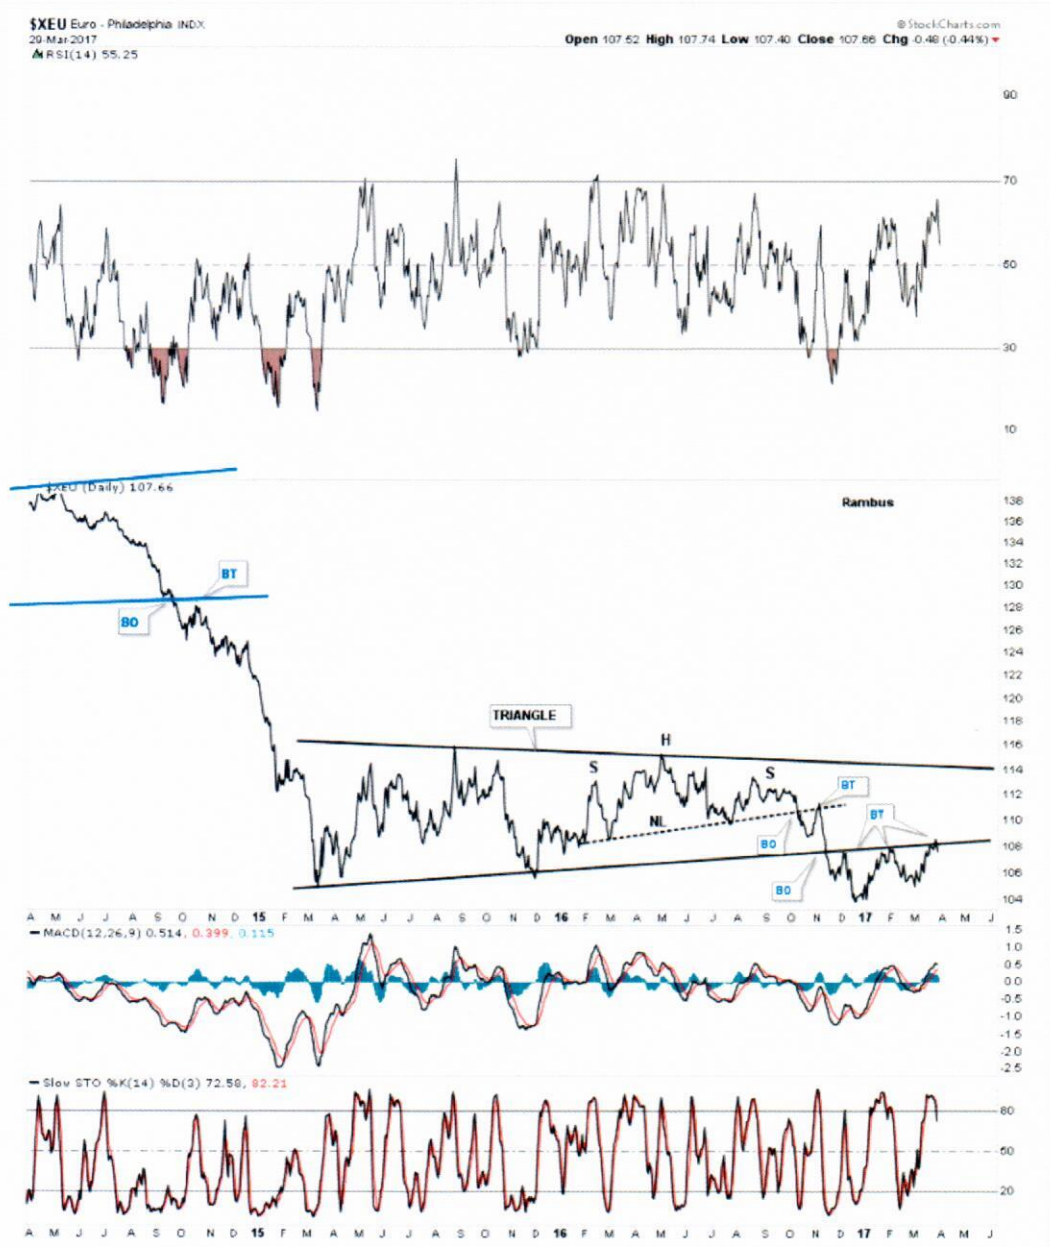 $XEU Euro - Philadelphia INDX © StockCharts.com
29-Mar-2017 Open 107.52 High 107.74 Low 107.40 Close 107.66 Chg -0.48 (-0.44%)
RSI(14) 55.25
90
70
50
30
10
$XEU (Daily) 107.66
Rambus
138
136
134
132
130
128
126
124
122
120
118
116
114
112
110
108
106
104
BT
BO
TRIANGLE
H
S
S
BT
NL
BT
BO
BO
A M J J A S O N D 15 F M A M J J A S O N D 16 F M A M J J A S O N D 17 F M A M J
MACD(12,26,9) 0.514, 0.399, 0.115
1.5
1.0
0.5
0.0
-0.5
-1.0
-1.5
-2.0
-2.5
Slow STO %K(14) %D(3) 72.58, 82.21
80
50
20
A M J J A S O N D 15 F M A M J J A S O N D 16 F M A M J J A S O N D 17 F M A M J